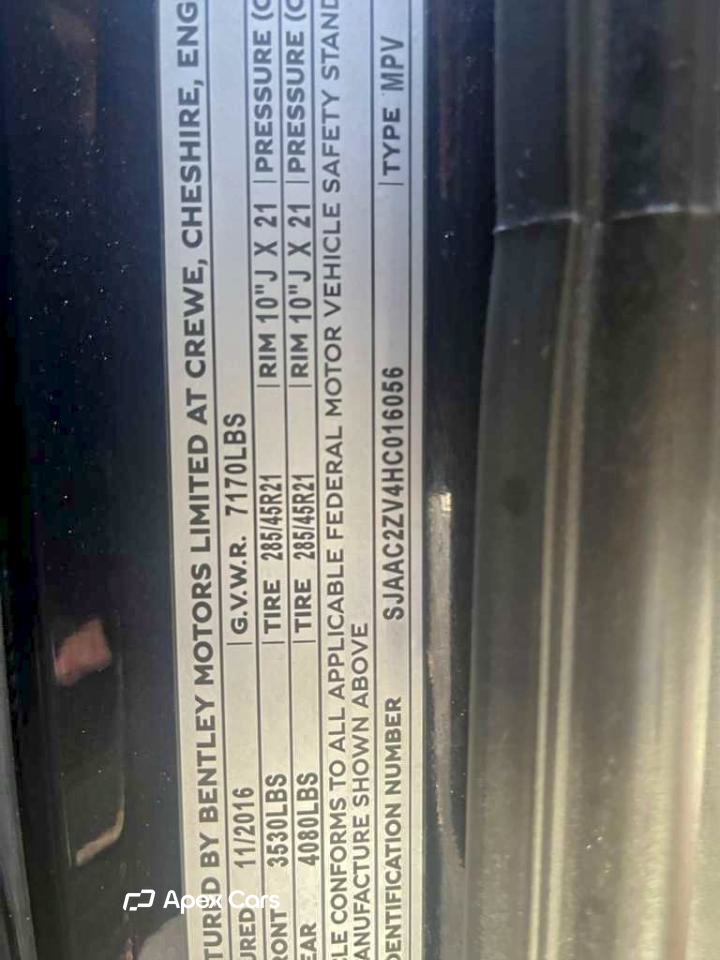 TURED BY BENTLEY MOTORS LIMITED AT CREWE, CHESHIRE, ENG
URED 11/2016 G.V.W.R. 7170LBS
RONT 3530LBS TIRE 285/45R21 RIM 10"J X 21 PRESSURE (C
EAR 4080LBS TIRE 285/45R21 RIM 10"J X 21 PRESSURE (C
LE CONFORMS TO ALL APPLICABLE FEDERAL MOTOR VEHICLE SAFETY STAND
ANUFACTURE SHOWN ABOVE
DENTIFICATION NUMBER SJAAC2ZV4HC016056 TYPE MPV
Apex Cars